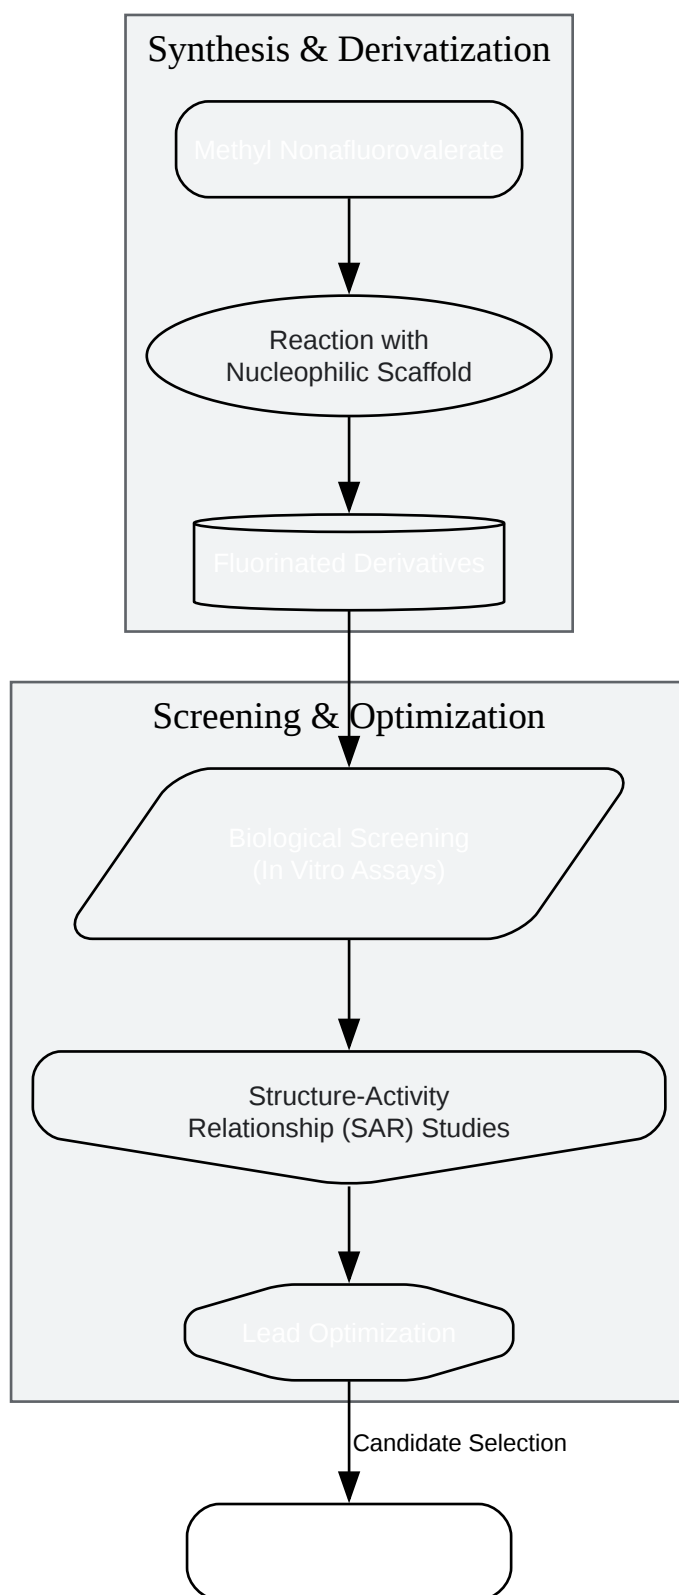 Synthesis & Derivatization
Methyl Nonafluorovalerate
Reaction with
Nucleophilic Scaffold
Fluorinated Derivatives
Screening & Optimization
Biological Screening
(In Vitro Assays)
Structure-Activity
Relationship (SAR) Studies
Lead Optimization
Candidate Selection